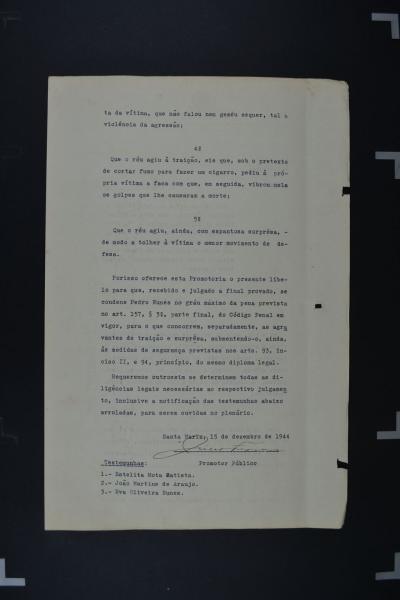 ta da vítima, que não falou nem gemêu sequer, tal a
violência da agressão;
4º
Que o réu agiu à traição, eis que, sob o pretexto
de cortar fumo para fazer um cigarro, pediu à pró-
pria vítima a faca com que, em seguida, vibrou nela
os golpes que lhe causaram a morte;
5º
Que o réu agiu, ainda, com espantosa surprêsa, -
de modo a tolher à vítima o menor movimento de de-
fesa.
Porisso oferece esta Promotoria o presente libe-
lo para que, recebido e julgado a final provado, se
condene Pedro Nunes no gráu máximo da pena prevista
no art. 157, § 3º, parte final, do Código Penal em
vigor, para o que concorrem, separadamente, as agra
vantes de traição e surprêsa, submentendo-o, ainda,
ás medidas de segurança previstas nos arts. 93, in-
ciso II, e 94, princípio, do mesmo diploma legal.
Requeremos outrossim se determinem todas as di-
ligências legais necessárias ao respectivo julgamen
to, inclusive a notificação das testemunhas abaixo
arroladas, para serem ouvidas no plenário.
Santa Maria, 15 de dezembro de 1944
Promotor Público
Testemunhas:
1.- Estelita Mota Batista.
2.- João Martins de Araujo.
3.- Eva Oliveira Nunes.